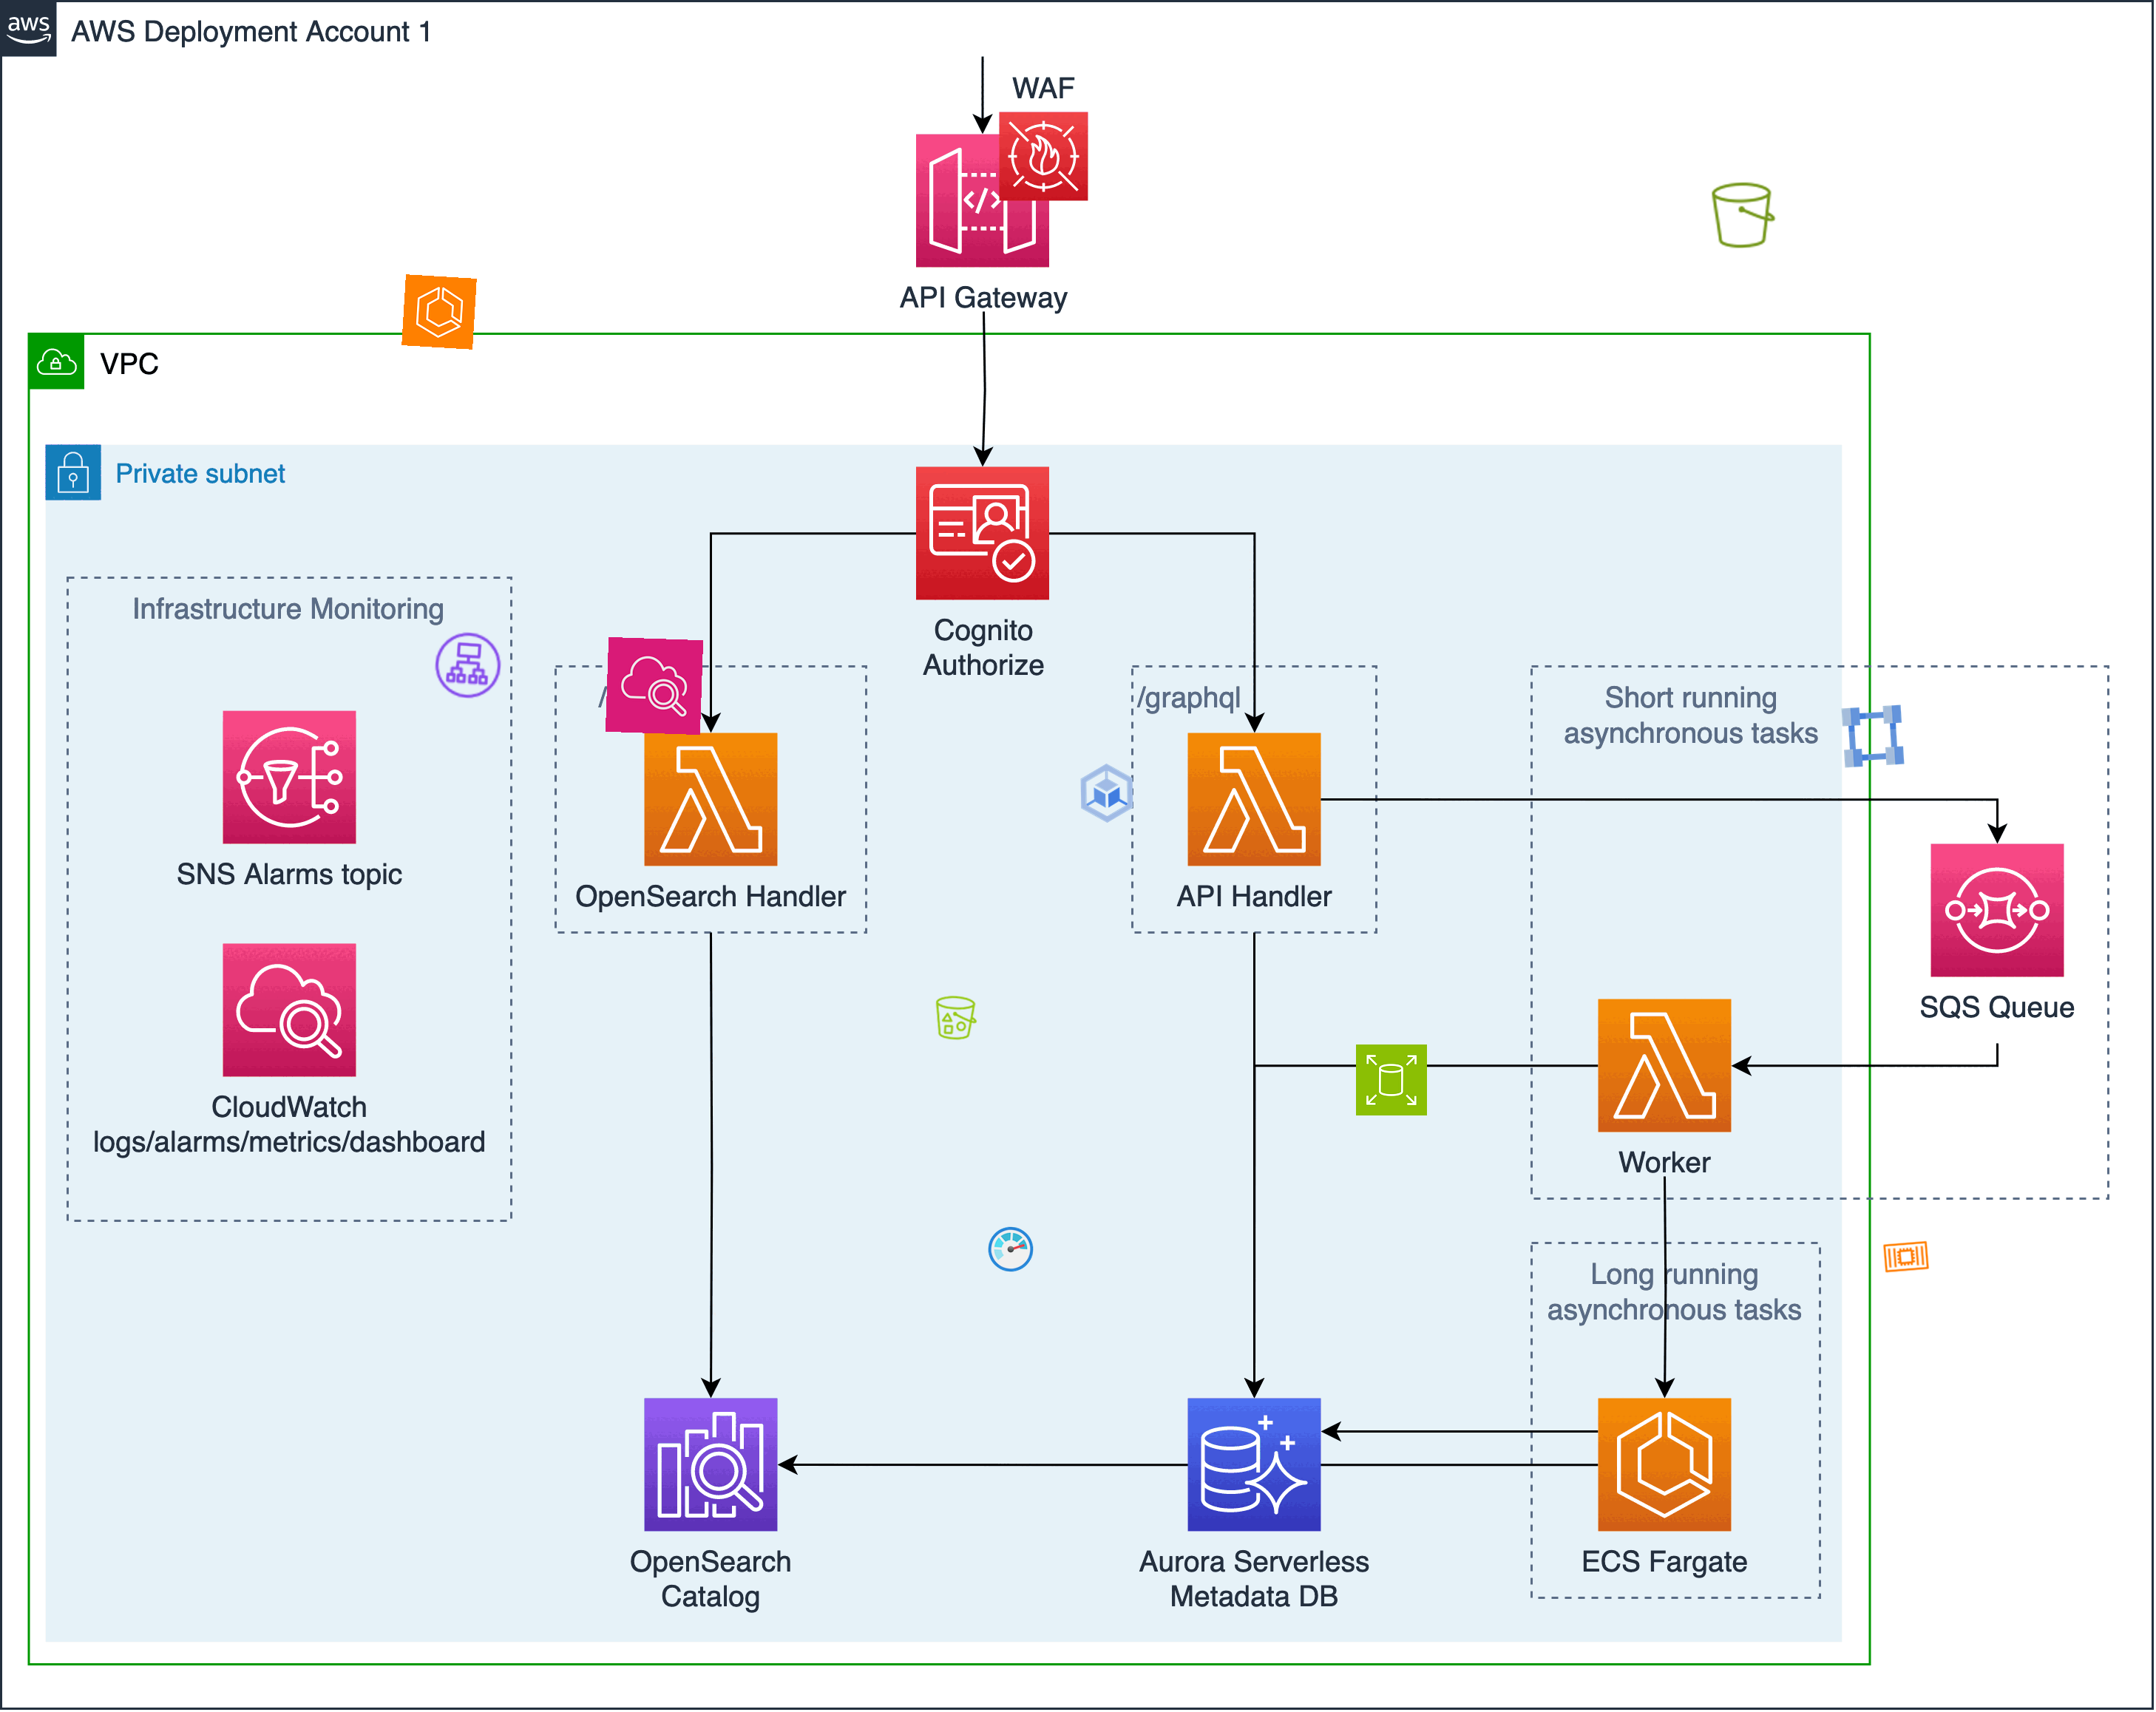 aws
AWS Deployment Account 1
WAF
API Gateway
VPC
Private subnet
Cognito
Authorize
Infrastructure Monitoring
/
/graphql
Short running
asynchronous tasks
SNS Alarms topic
OpenSearch Handler
API Handler
SQS Queue
CloudWatch
logs/alarms/metrics/dashboard
Worker
Long running
asynchronous tasks
OpenSearch
Catalog
Aurora Serverless
Metadata DB
ECS Fargate